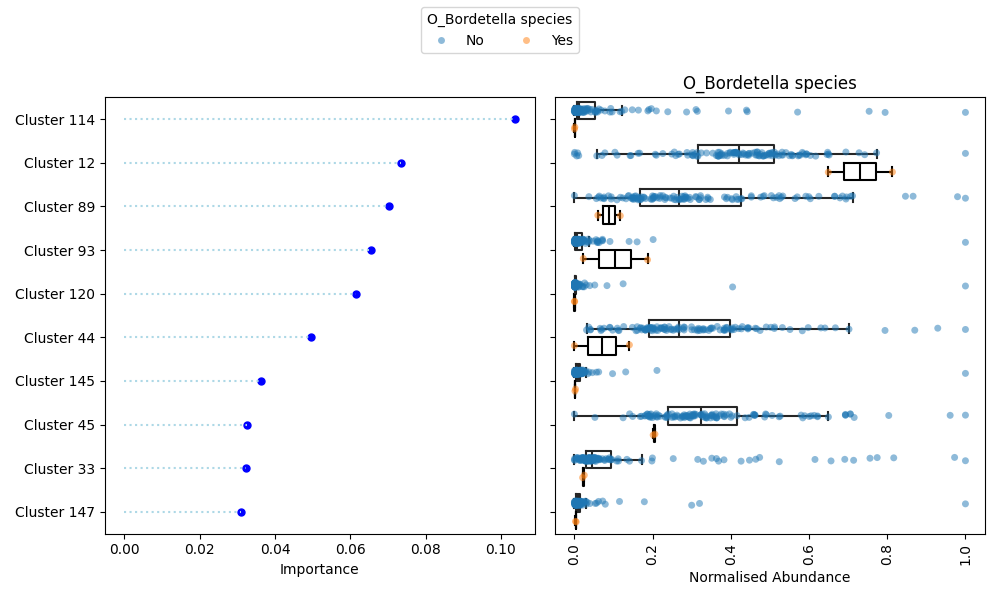 O_Bordetella species
No Yes
O_Bordetella species
Cluster 114
Cluster 12
Cluster 89
Cluster 93
Cluster 120
Cluster 44
Cluster 145
Cluster 45
Cluster 33
Cluster 147
0.00 0.02 0.04 0.06 0.08 0.10
Importance
0.0 0.2 0.4 0.6 0.8 1.0
Normalised Abundance